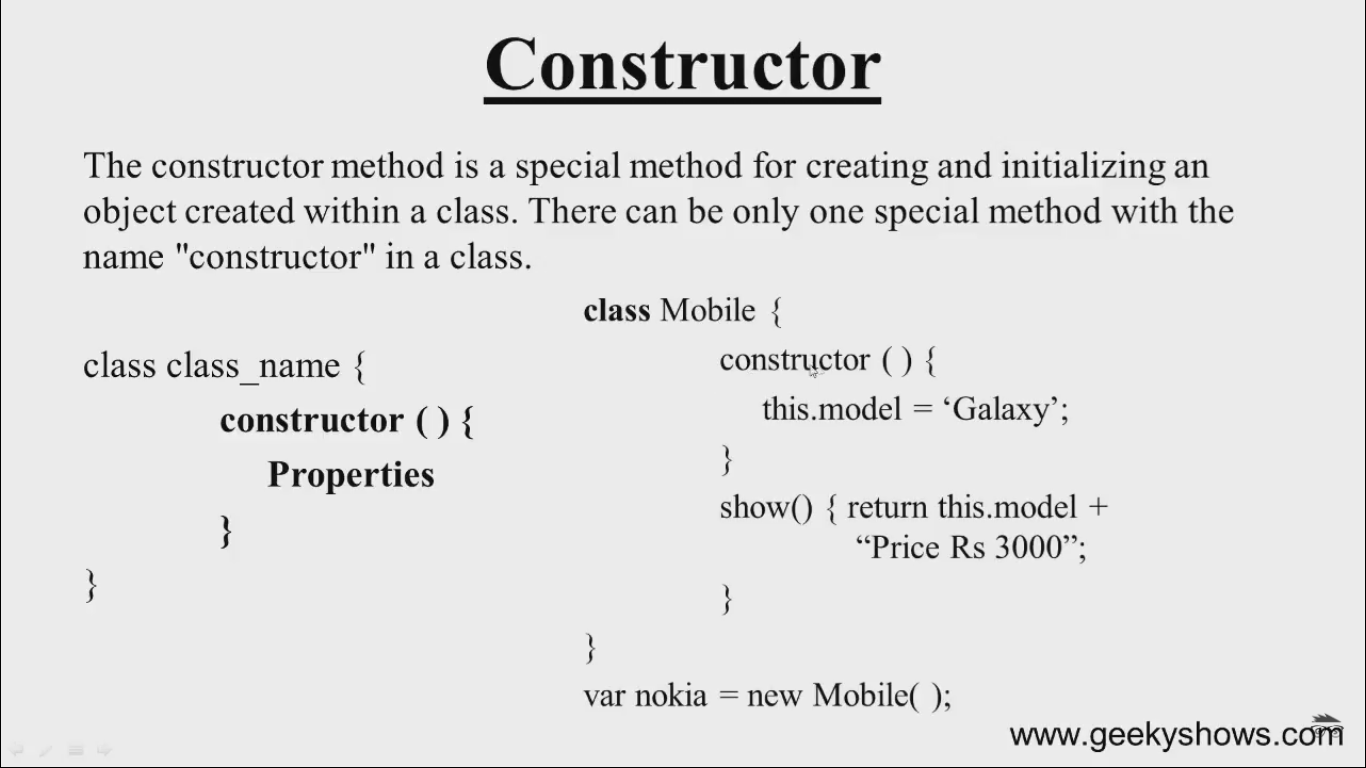 Constructor
The constructor method is a special method for creating and initializing an
object created within a class. There can be only one special method with the
name "constructor" in a class.
class class_name {
constructor ( ) {
Properties
}
}
class Mobile {
constructor ( ) {
this.model = ‘Galaxy’;
}
show() { return this.model +
“Price Rs 3000”;
}
}
var nokia = new Mobile( );
www.geekyshows.com